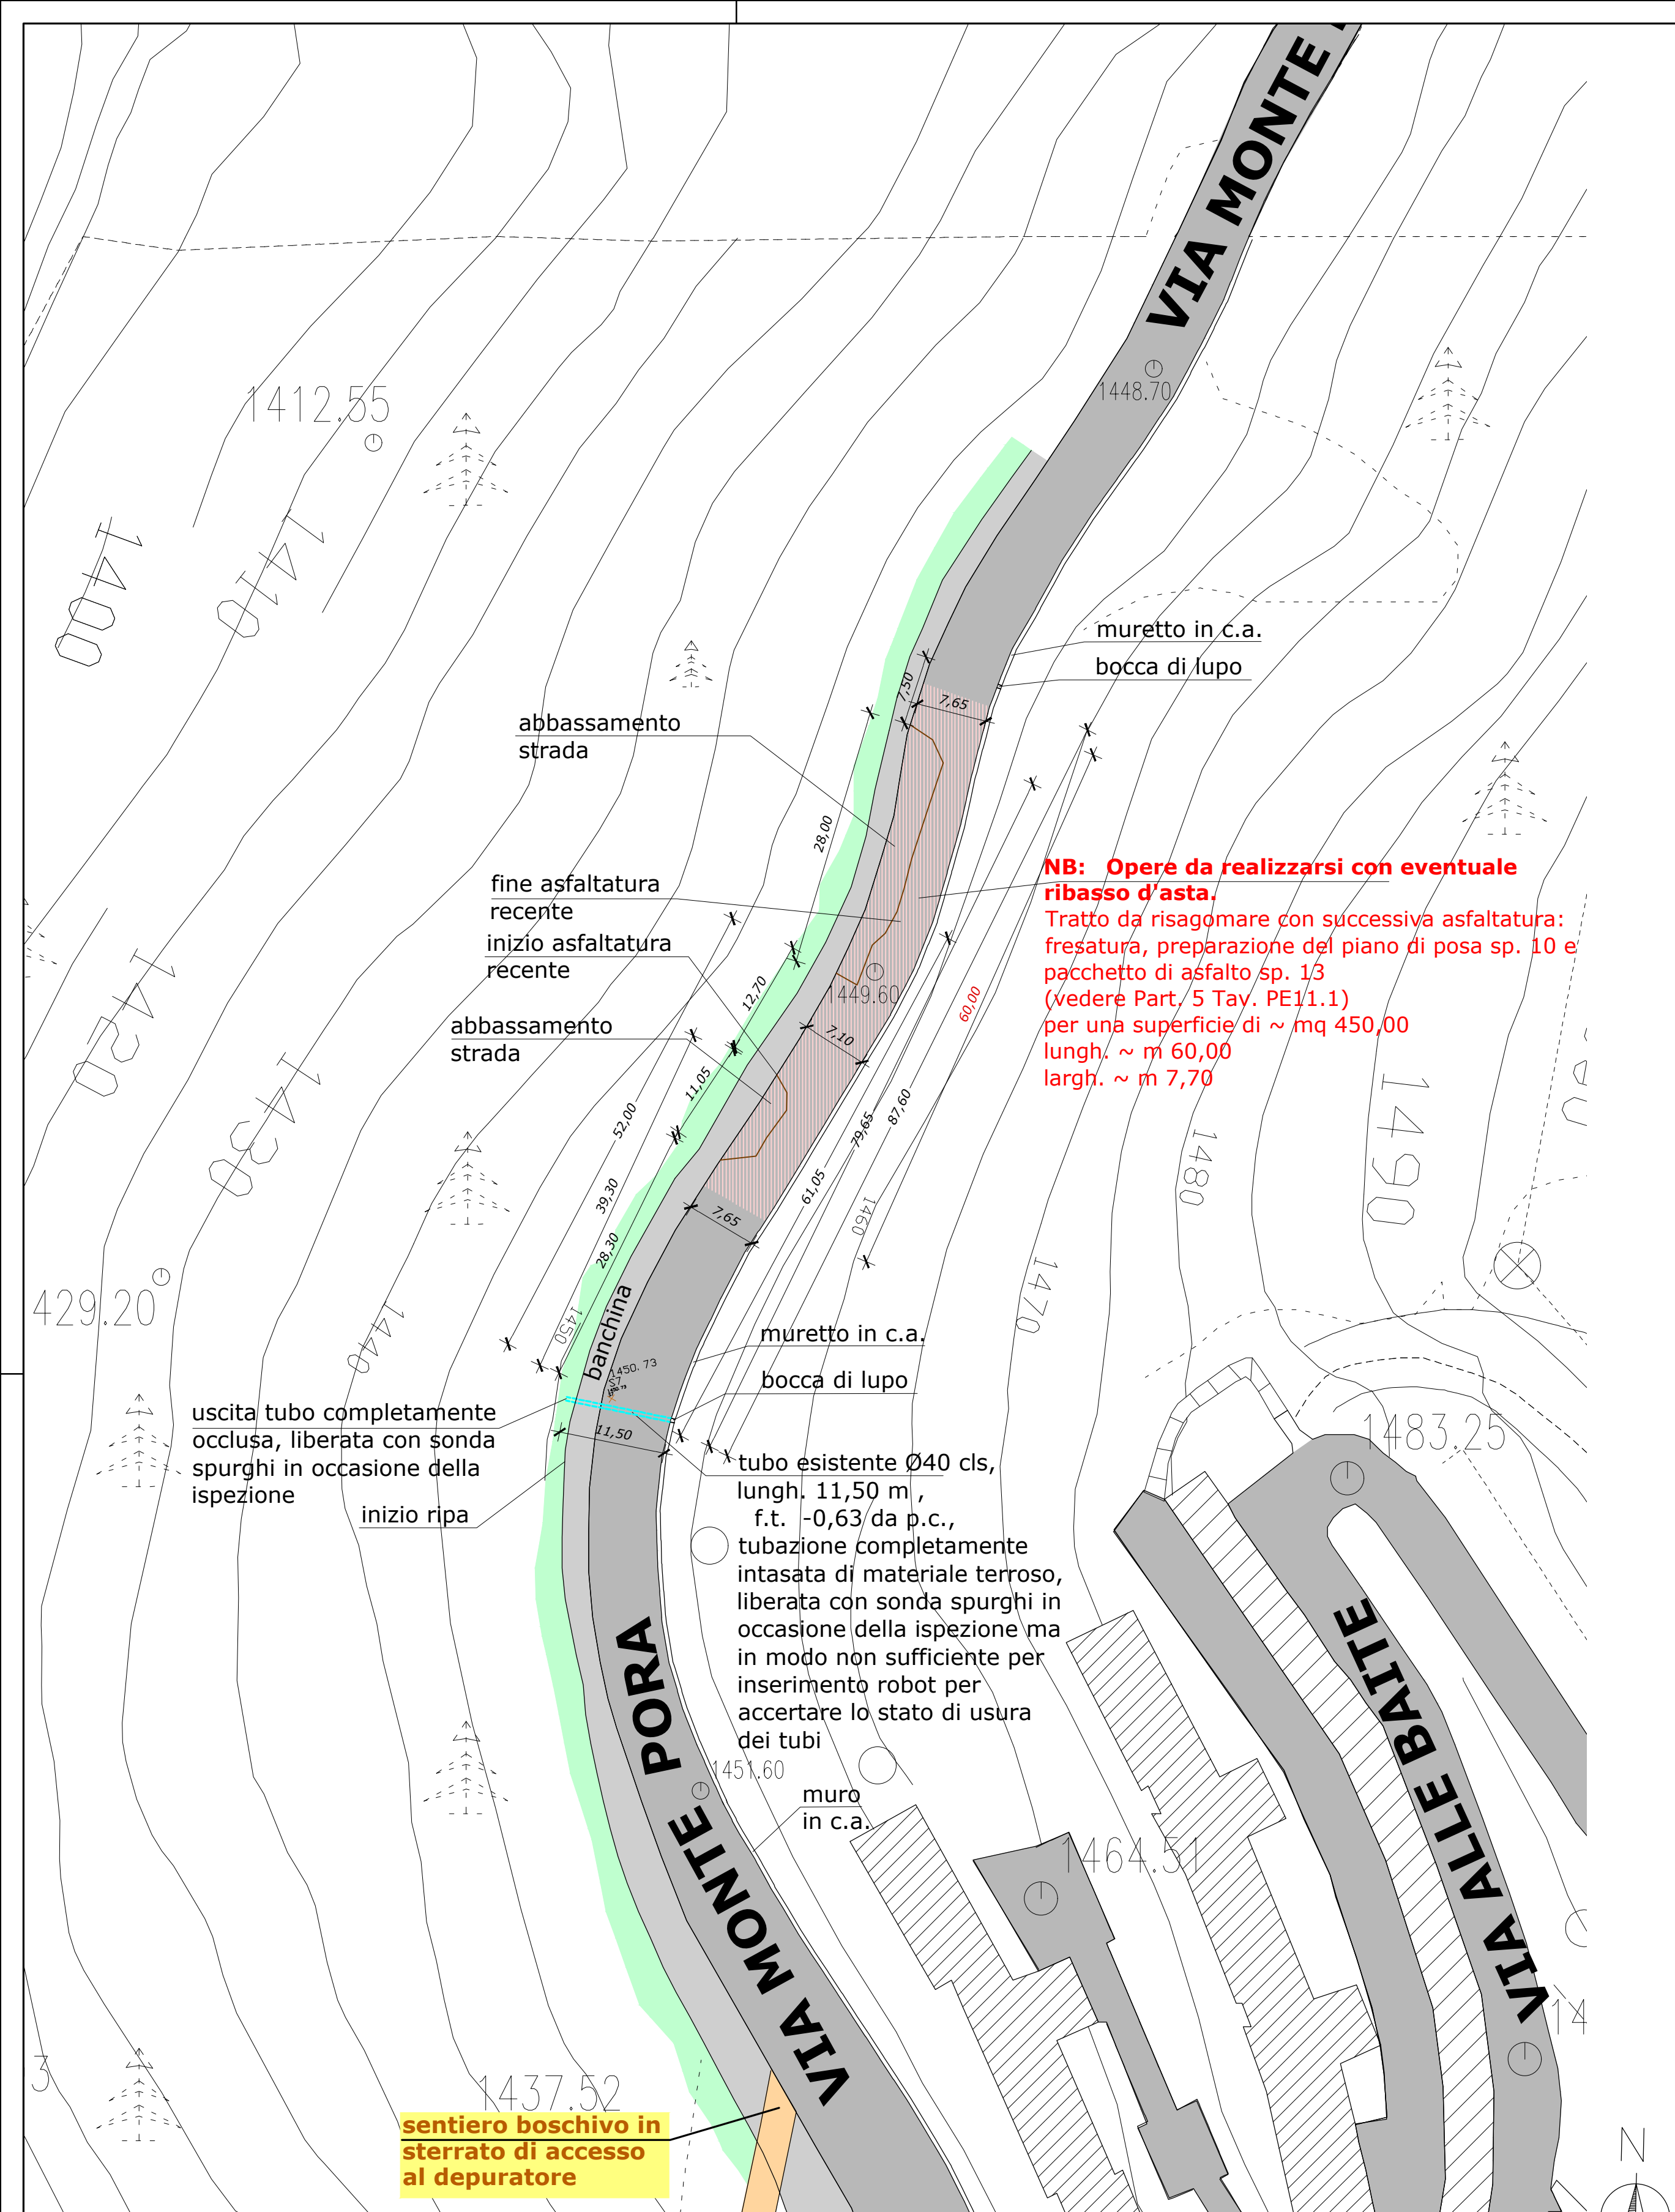 VIA MONTE
1448.70
1412.55
1400
1410
muretto in c.a.
bocca di lupo
7,50
7,65
abbassamento
strada
28,00
NB: Opere da realizzarsi con eventuale
ribasso d'asta.
Tratto da risagomare con successiva asfaltatura:
fresatura, preparazione del piano di posa sp. 10 e
pacchetto di asfalto sp. 13
(vedere Part. 5 Tav. PE11.1)
per una superficie di ~ mq 450,00
lungh. ~ m 60,00
largh. ~ m 7,70
fine asfaltatura
recente
inizio asfaltatura
recente
abbassamento
strada
1449.60
12,70
60,00
7,10
11,05
52,00
87,60
79,65
61,05
39,30
28,30
7,65
1420
1430
1440
1450
1460
1470
1480
1490
429.20
banchina
1450.73
S7
muretto in c.a.
bocca di lupo
11,50
uscita tubo completamente
occlusa, liberata con sonda
spurghi in occasione della
ispezione
inizio ripa
tubo esistente Ø40 cls,
lungh. 11,50 m ,
f.t. -0,63 da p.c.,
tubazione completamente
intasata di materiale terroso,
liberata con sonda spurghi in
occasione della ispezione ma
in modo non sufficiente per
inserimento robot per
accertare lo stato di usura
dei tubi
1483.25
1451.60
muro
in c.a.
VIA MONTE PORA
VIA ALLE BAITE
1464.51
14
3
1437.52
sentiero boschivo in
sterrato di accesso
al depuratore
N